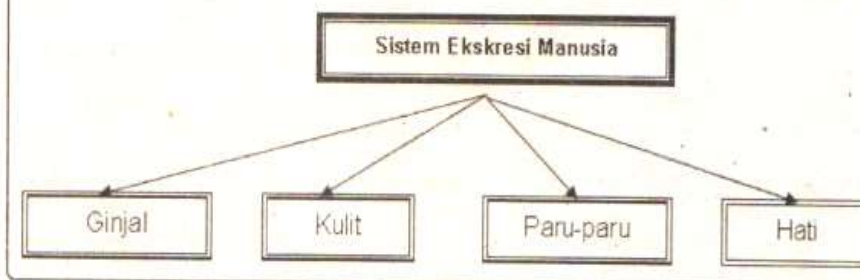 Sistem Ekskresi Manusia
Ginjal
Kulit
Paru-paru
Hati